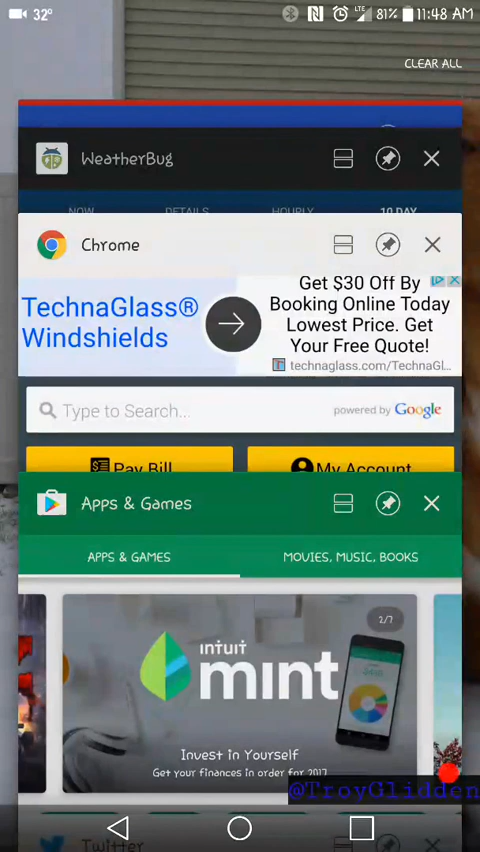 32°
LTE
81% 11:48 AM
CLEAR ALL
WeatherBug
NOW DETAILS HOURLY 10 DAY
Chrome
TechnaGlass®
Windshields
Get $30 Off By
Booking Online Today
Lowest Price. Get
Your Free Quote!
technaglass.com/TechnaGl...
Type to Search...
powered by Google
Pay Bill
My Account
Apps & Games
APPS & GAMES
MOVIES, MUSIC, BOOKS
2/7
intuit
mint
Invest in Yourself
Get your finances in order for 2017
@TroyGlidden
Twitter